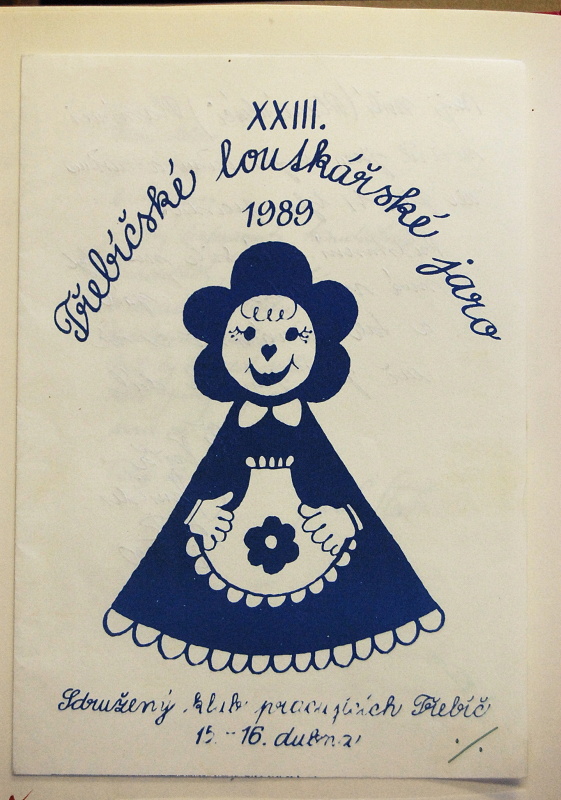 XXIII.
Třebíčské loutkářské jaro
1989
Sdružený klub pracujících Třebíč
15.-16. dubna